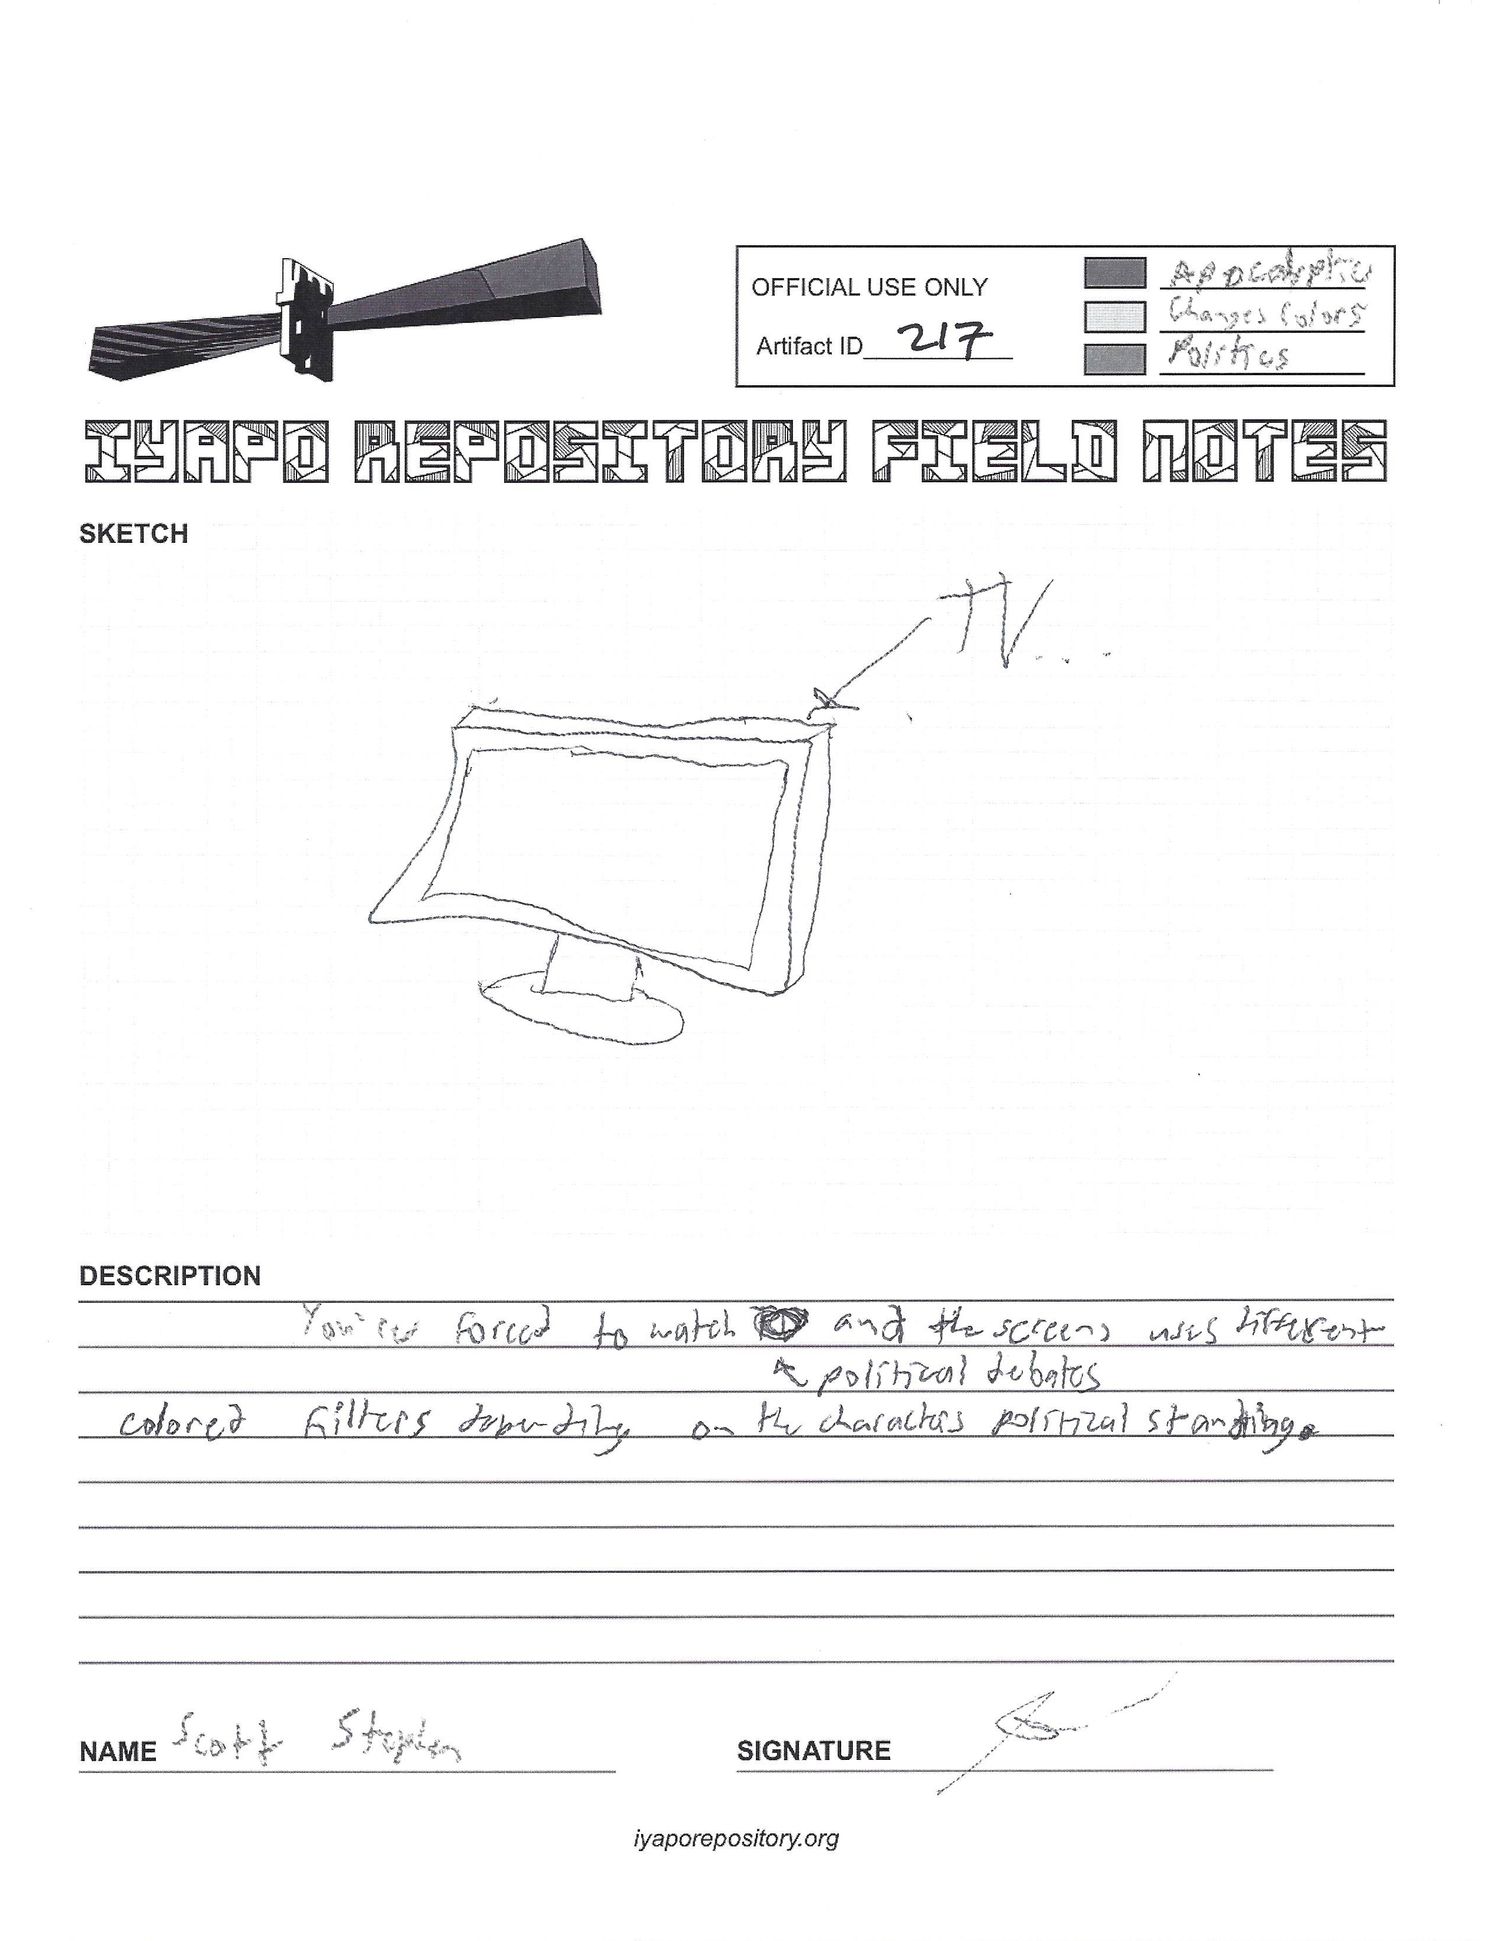 OFFICIAL USE ONLY
Artifact ID 217
Apocalyptic
Changes Colors
Politics
IYAPO REPOSITORY FIELD NOTES
SKETCH
TV...
DESCRIPTION
You're forced to watch and the screens uses different
political debates
colored filters depending on the characters political standing.
NAME Scott Stephen
SIGNATURE
iyaporepository.org